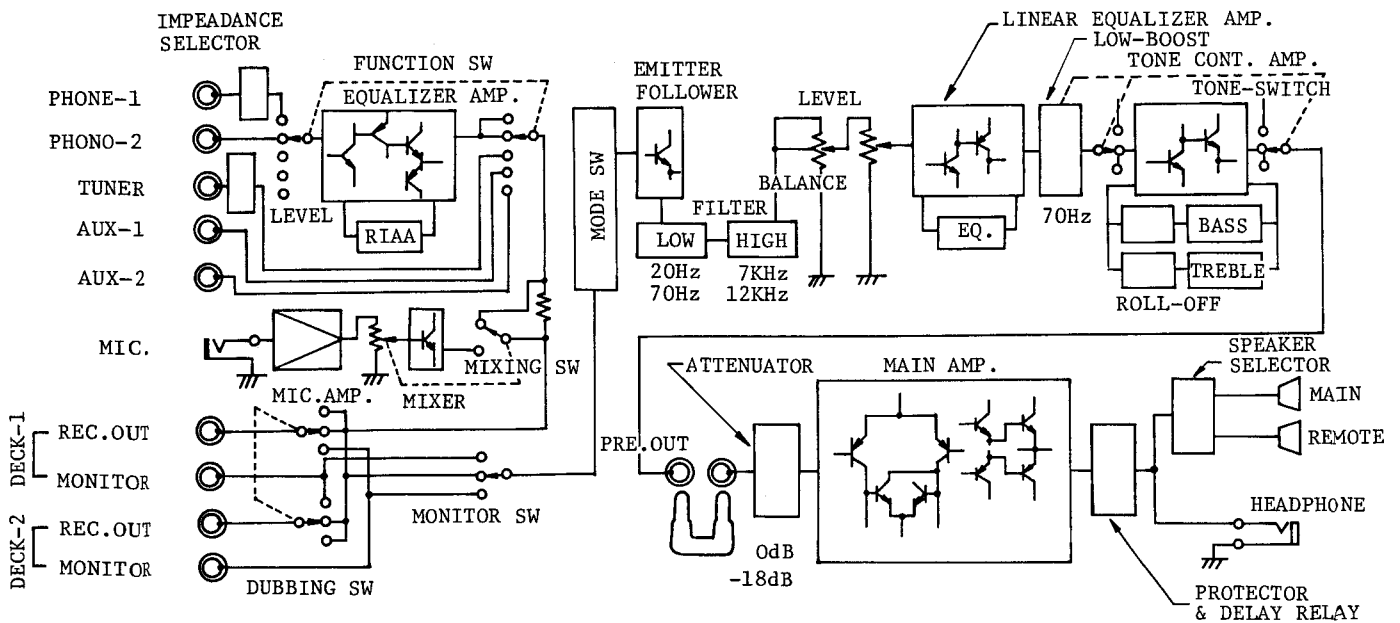 IMPEADANCE
SELECTOR
FUNCTION SW
PHONE-1
EQUALIZER AMP.
PHONO-2
TUNER
LEVEL
AUX-1
RIAA
AUX-2
MIC.
MIC.AMP.
MIXER
MIXING SW
DECK-1
REC.OUT
MONITOR
DECK-2
REC.OUT
MONITOR
DUBBING SW
MONITOR SW
MODE SW
EMITTER
FOLLOWER
FILTER
LOW
HIGH
20Hz
70Hz
7KHz
12KHz
LEVEL
BALANCE
LINEAR EQUALIZER AMP.
LOW-BOOST
TONE CONT. AMP.
TONE-SWITCH
EQ.
70Hz
BASS
TREBLE
ROLL-OFF
PRE.OUT
ATTENUATOR
0dB
-18dB
MAIN AMP.
SPEAKER
SELECTOR
MAIN
REMOTE
HEADPHONE
PROTECTOR
& DELAY RELAY